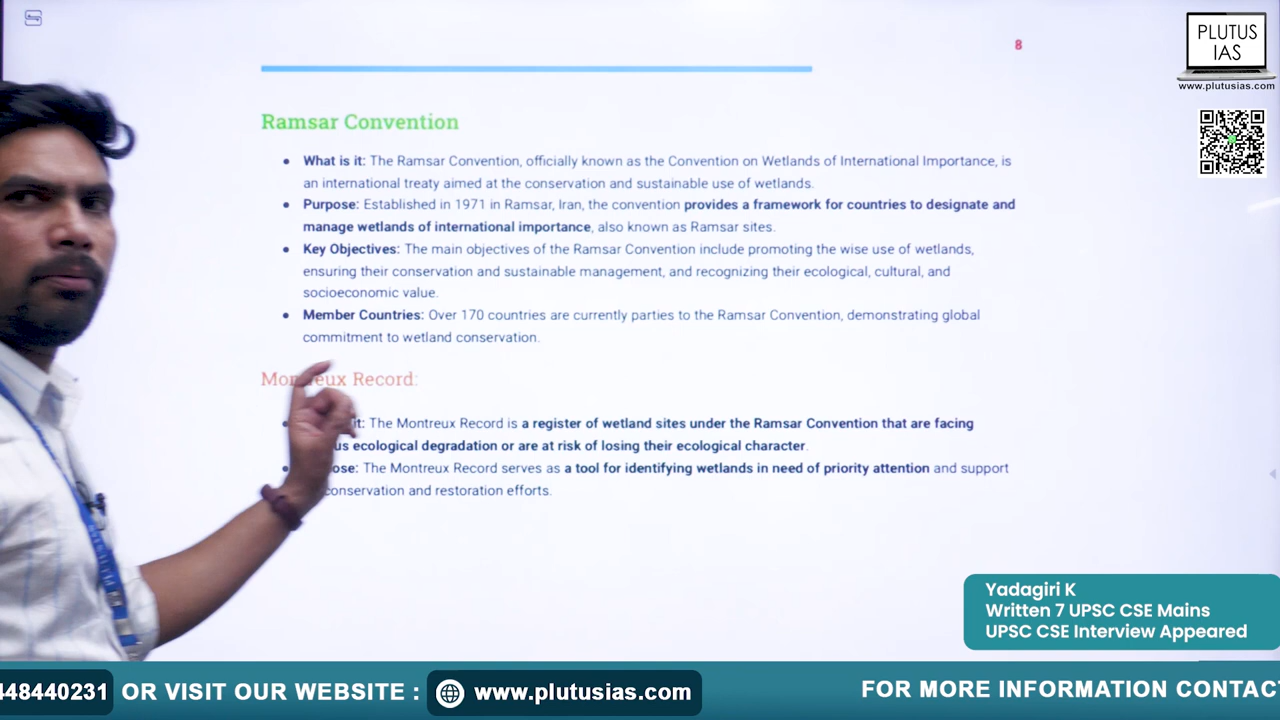 8
PLUTUS
IAS
www.plutusias.com
Ramsar Convention
• What is it: The Ramsar Convention, officially known as the Convention on Wetlands of International Importance, is
an international treaty aimed at the conservation and sustainable use of wetlands.
• Purpose: Established in 1971 in Ramsar, Iran, the convention provides a framework for countries to designate and
manage wetlands of international importance, also known as Ramsar sites.
• Key Objectives: The main objectives of the Ramsar Convention include promoting the wise use of wetlands,
ensuring their conservation and sustainable management, and recognizing their ecological, cultural, and
socioeconomic value.
• Member Countries: Over 170 countries are currently parties to the Ramsar Convention, demonstrating global
commitment to wetland conservation.
Record:
• it: The Montreux Record is a register of wetland sites under the Ramsar Convention that are facing
ecological degradation or are at risk of losing their ecological character.
• The Montreux Record serves as a tool for identifying wetlands in need of priority attention and support
conservation and restoration efforts.
Yadagiri K
Written 7 UPSC CSE Mains
UPSC CSE Interview Appeared
448440231 OR VISIT OUR WEBSITE : www.plutusias.com FOR MORE INFORMATION CONTAC